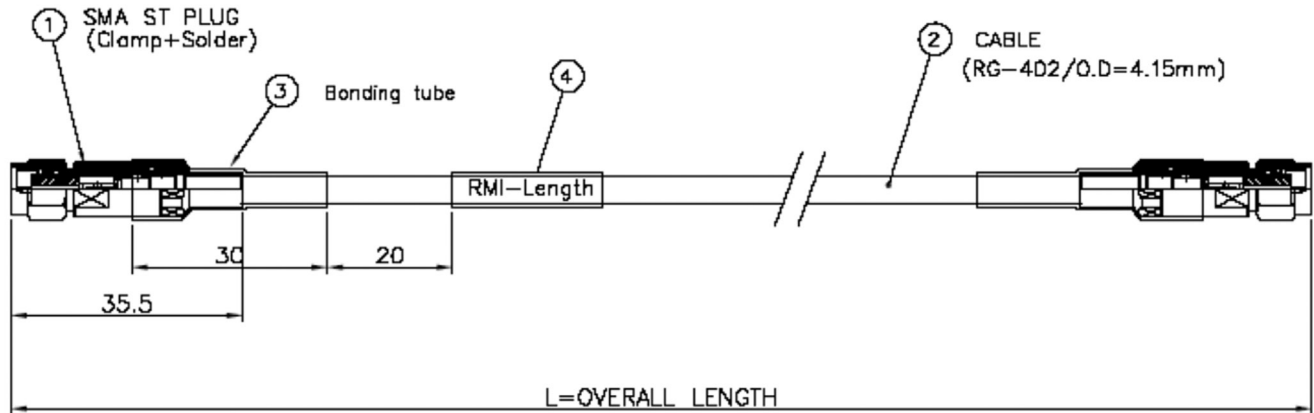 1 SMA ST PLUG
(Clamp+Solder)
2 CABLE
(RG-402/O.D=4.15mm)
3 Bonding tube
4
RMI-Length
30
20
35.5
L=OVERALL LENGTH